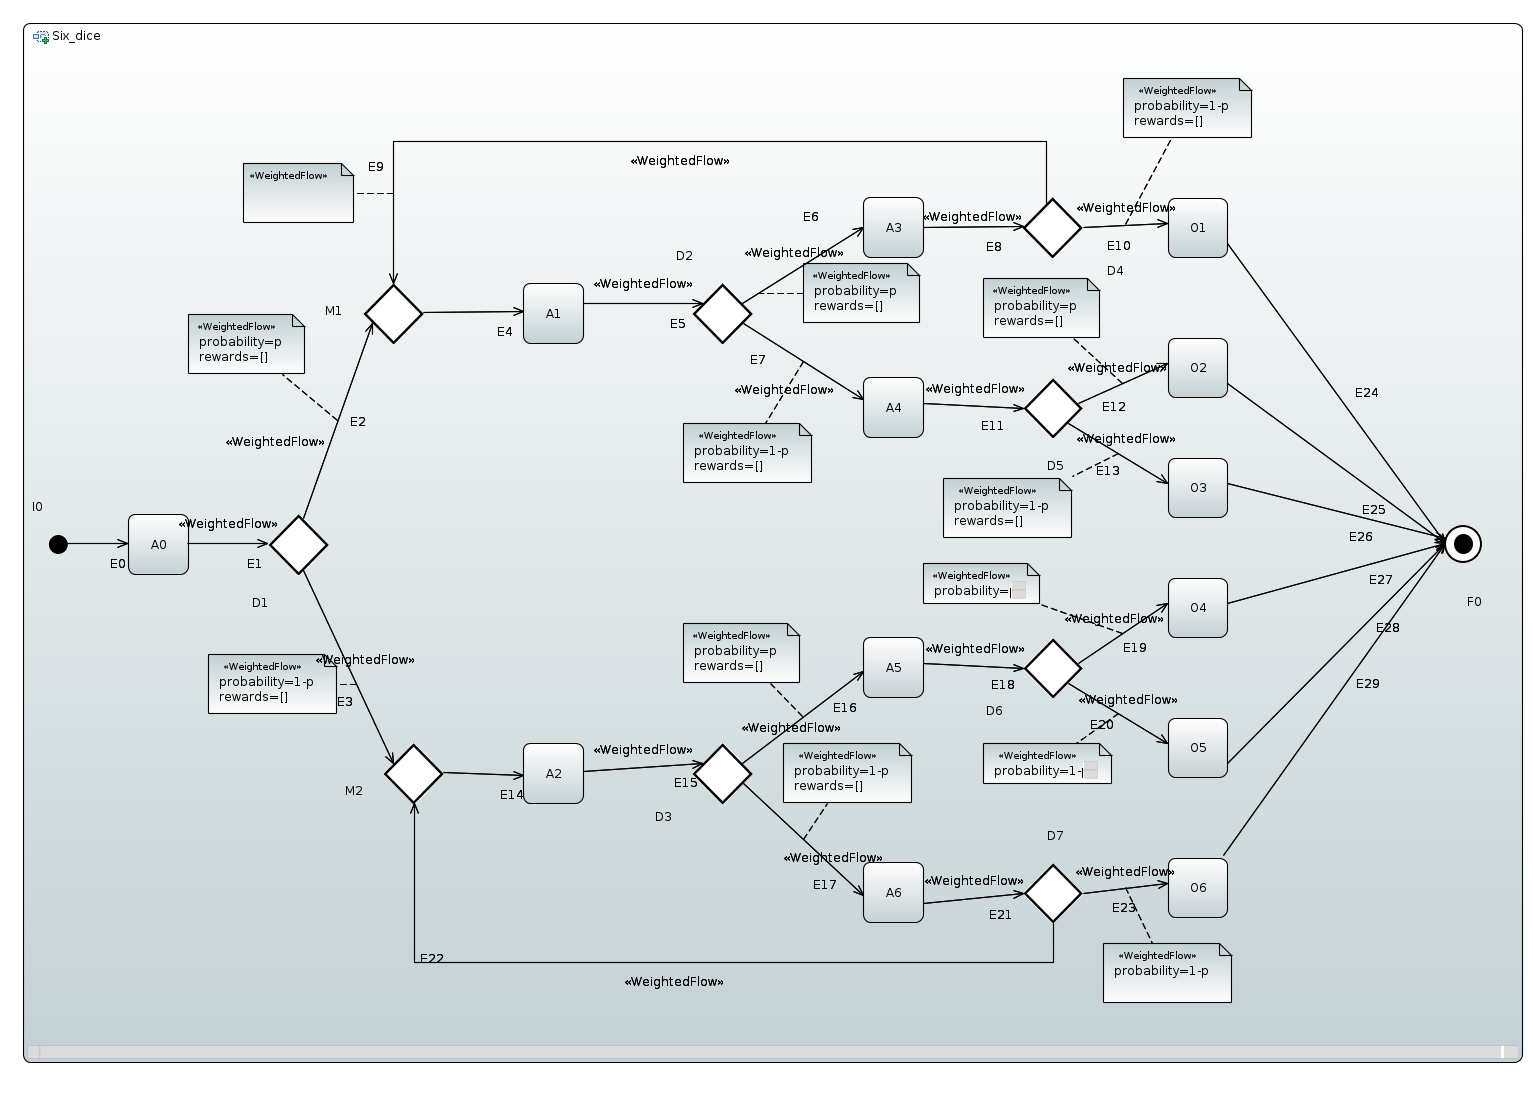 Six_dice
«WeightedFlow»
probability=1-p
rewards=[]
«WeightedFlow»
E9
«WeightedFlow»
E6
«WeightedFlow»
A3
«WeightedFlow»
E8
«WeightedFlow»
O1
E10
D4
D2
«WeightedFlow»
«WeightedFlow»
probability=p
rewards=[]
«WeightedFlow»
probability=p
rewards=[]
M1
«WeightedFlow»
A1
E4
E5
«WeightedFlow»
probability=p
rewards=[]
E7
«WeightedFlow»
A4
«WeightedFlow»
E11
«WeightedFlow»
O2
E12
E24
E2
«WeightedFlow»
«WeightedFlow»
probability=1-p
rewards=[]
«WeightedFlow»
D5
E13
O3
«WeightedFlow»
probability=1-p
rewards=[]
I0
A0
«WeightedFlow»
E0
E1
D1
E25
E26
E27
F0
«WeightedFlow»
«WeightedFlow»
O4
E19
E28
«WeightedFlow»
probability=p
rewards=[]
A5
«WeightedFlow»
E18
D6
«WeightedFlow»
«WeightedFlow»
probability=1-p
rewards=[]
E3
E16
«WeightedFlow»
«WeightedFlow»
E20
O5
E29
«WeightedFlow»
M2
A2
«WeightedFlow»
E14
E15
D3
«WeightedFlow»
probability=1-p
rewards=[]
«WeightedFlow»
E17
A6
«WeightedFlow»
E21
D7
«WeightedFlow»
O6
E23
«WeightedFlow»
probability=1-p
E22
«WeightedFlow»